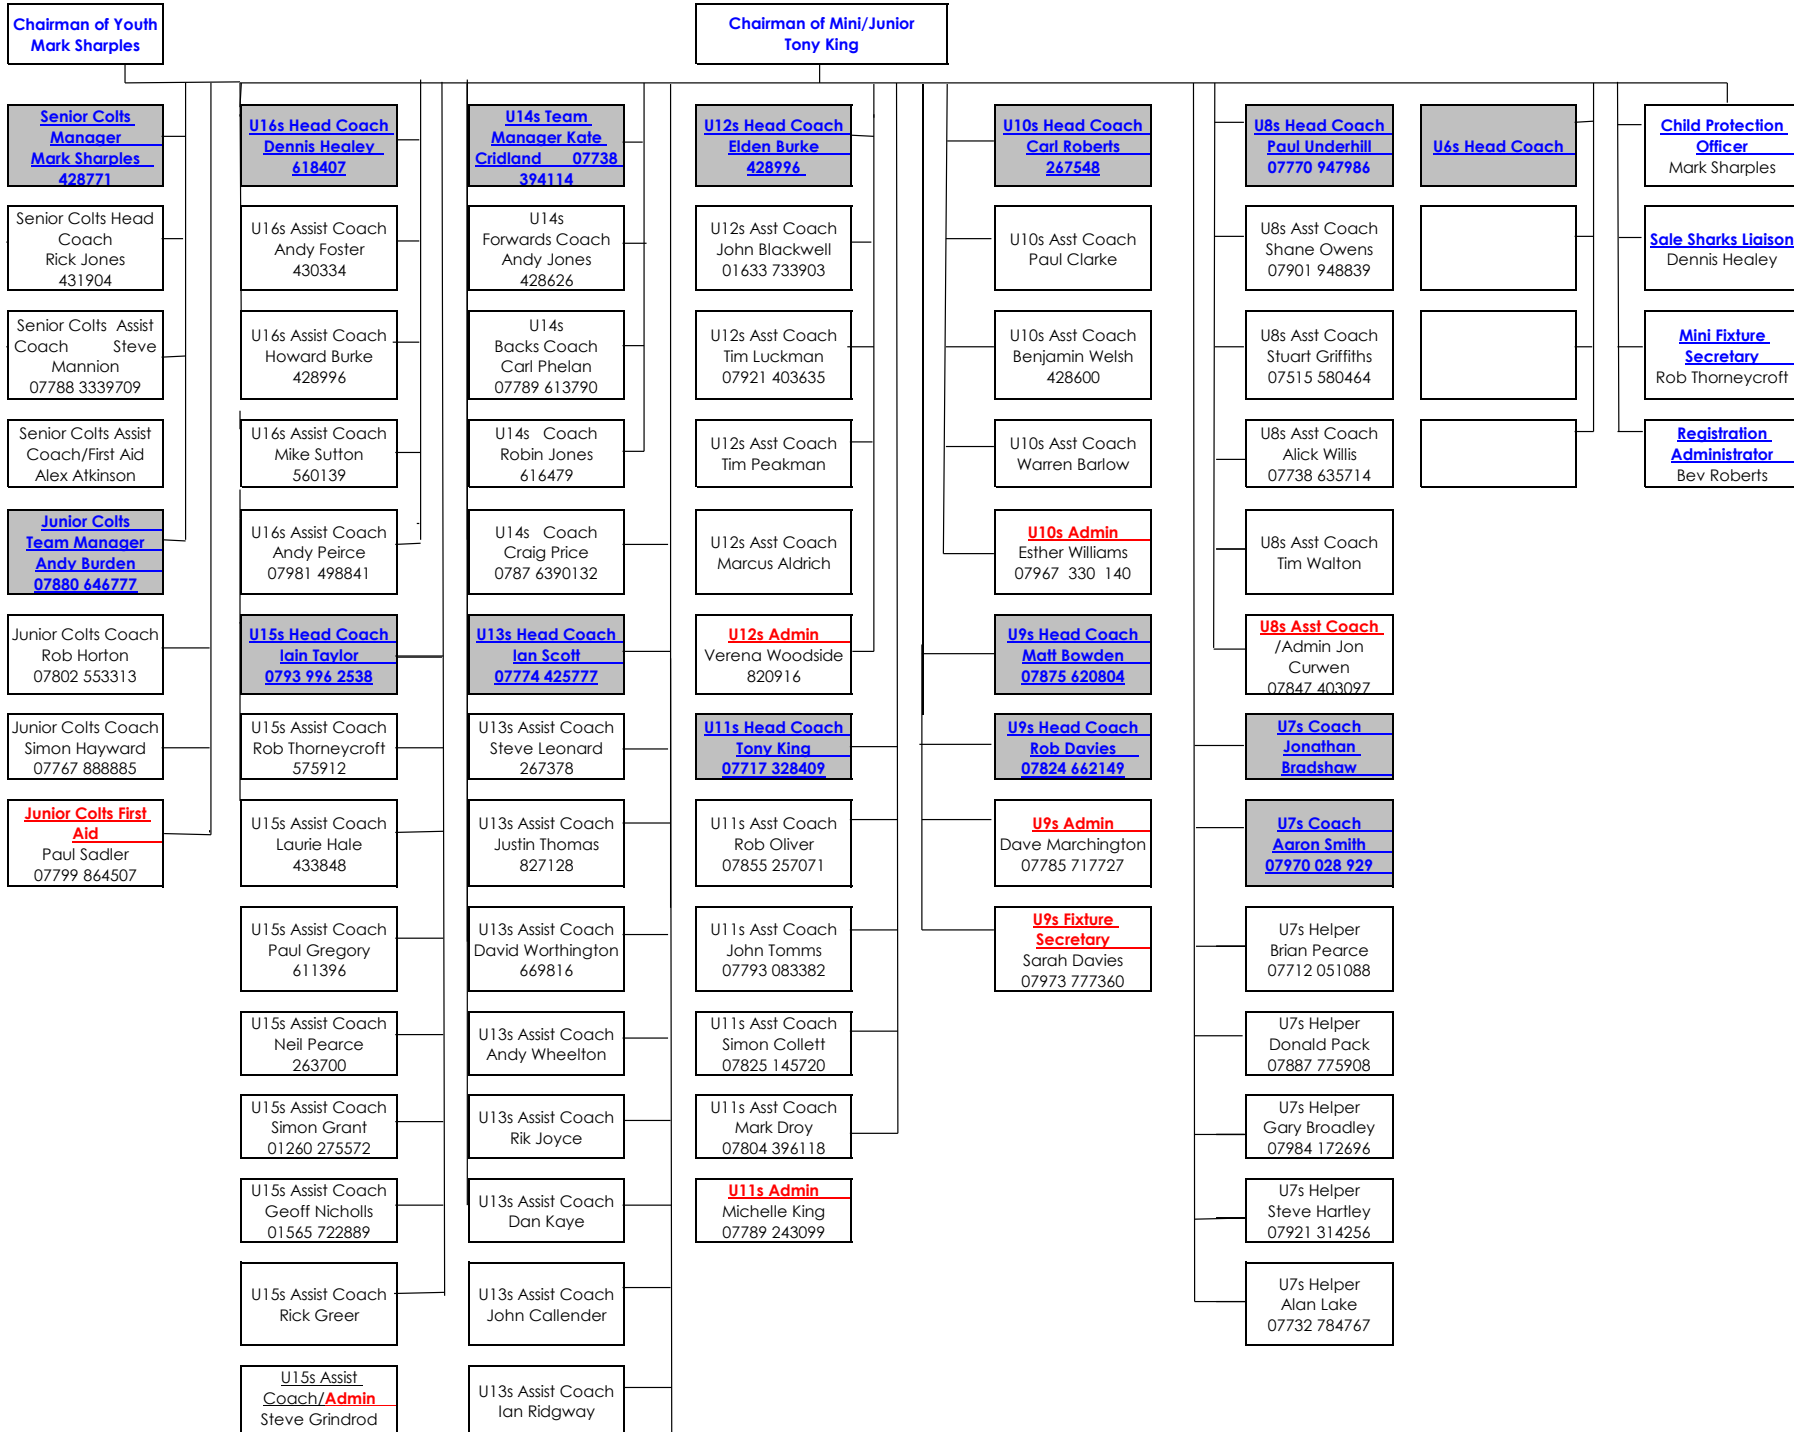 Chairman of Youth
Mark Sharples
Chairman of Mini/Junior
Tony King
Senior Colts
Manager
Mark Sharples
428771
Senior Colts Head
Coach
Rick Jones
431904
Senior Colts Assist
Coach Steve
Mannion
07788 3339709
Senior Colts Assist
Coach/First Aid
Alex Atkinson
Junior Colts
Team Manager
Andy Burden
07880 646777
Junior Colts Coach
Rob Horton
07802 553313
Junior Colts Coach
Simon Hayward
07767 888885
Junior Colts First
Aid
Paul Sadler
07799 864507
U16s Head Coach
Dennis Healey
618407
U16s Assist Coach
Andy Foster
430334
U16s Assist Coach
Howard Burke
428996
U16s Assist Coach
Mike Sutton
560139
U16s Assist Coach
Andy Peirce
07981 498841
U15s Head Coach
Iain Taylor
0793 996 2538
U15s Assist Coach
Rob Thorneycroft
575912
U15s Assist Coach
Laurie Hale
433848
U15s Assist Coach
Paul Gregory
611396
U15s Assist Coach
Neil Pearce
263700
U15s Assist Coach
Simon Grant
01260 275572
U15s Assist Coach
Geoff Nicholls
01565 722889
U15s Assist Coach
Rick Greer
U15s Assist
Coach/Admin
Steve Grindrod
U14s Team
Manager Kate
Cridland 07738
394114
U14s
Forwards Coach
Andy Jones
428626
U14s
Backs Coach
Carl Phelan
07789 613790
U14s Coach
Robin Jones
616479
U14s Coach
Craig Price
0787 6390132
U13s Head Coach
Ian Scott
07774 425777
U13s Assist Coach
Steve Leonard
267378
U13s Assist Coach
Justin Thomas
827128
U13s Assist Coach
David Worthington
669816
U13s Assist Coach
Andy Wheelton
U13s Assist Coach
Rik Joyce
U13s Assist Coach
Dan Kaye
U13s Assist Coach
John Callender
U13s Assist Coach
Ian Ridgway
U12s Head Coach
Elden Burke
428996
U12s Asst Coach
John Blackwell
01633 733903
U12s Asst Coach
Tim Luckman
07921 403635
U12s Asst Coach
Tim Peakman
U12s Asst Coach
Marcus Aldrich
U12s Admin
Verena Woodside
820916
U11s Head Coach
Tony King
07717 328409
U11s Asst Coach
Rob Oliver
07855 257071
U11s Asst Coach
John Tomms
07793 083382
U11s Asst Coach
Simon Collett
07825 145720
U11s Asst Coach
Mark Droy
07804 396118
U11s Admin
Michelle King
07789 243099
U10s Head Coach
Carl Roberts
267548
U10s Asst Coach
Paul Clarke
U10s Asst Coach
Benjamin Welsh
428600
U10s Asst Coach
Warren Barlow
U10s Admin
Esther Williams
07967 330 140
U9s Head Coach
Matt Bowden
07875 620804
U9s Head Coach
Rob Davies
07824 662149
U9s Admin
Dave Marchington
07785 717727
U9s Fixture
Secretary
Sarah Davies
07973 777360
U8s Head Coach
Paul Underhill
07770 947986
U8s Asst Coach
Shane Owens
07901 948839
U8s Asst Coach
Stuart Griffiths
07515 580464
U8s Asst Coach
Alick Willis
07738 635714
U8s Asst Coach
Tim Walton
U8s Asst Coach
/Admin Jon
Curwen
07847 403097
U7s Coach
Jonathan
Bradshaw
U7s Coach
Aaron Smith
07970 028 929
U7s Helper
Brian Pearce
07712 051088
U7s Helper
Donald Pack
07887 775908
U7s Helper
Gary Broadley
07984 172696
U7s Helper
Steve Hartley
07921 314256
U7s Helper
Alan Lake
07732 784767
U6s Head Coach
Child Protection
Officer
Mark Sharples
Sale Sharks Liaison
Dennis Healey
Mini Fixture
Secretary
Rob Thorneycroft
Registration
Administrator
Bev Roberts